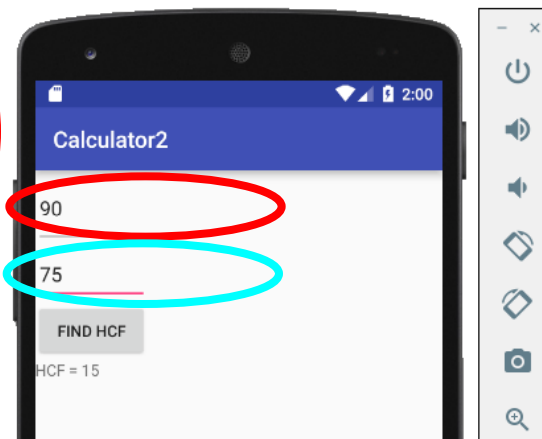 2:00
Calculator2
90
75
FIND HCF
HCF = 15